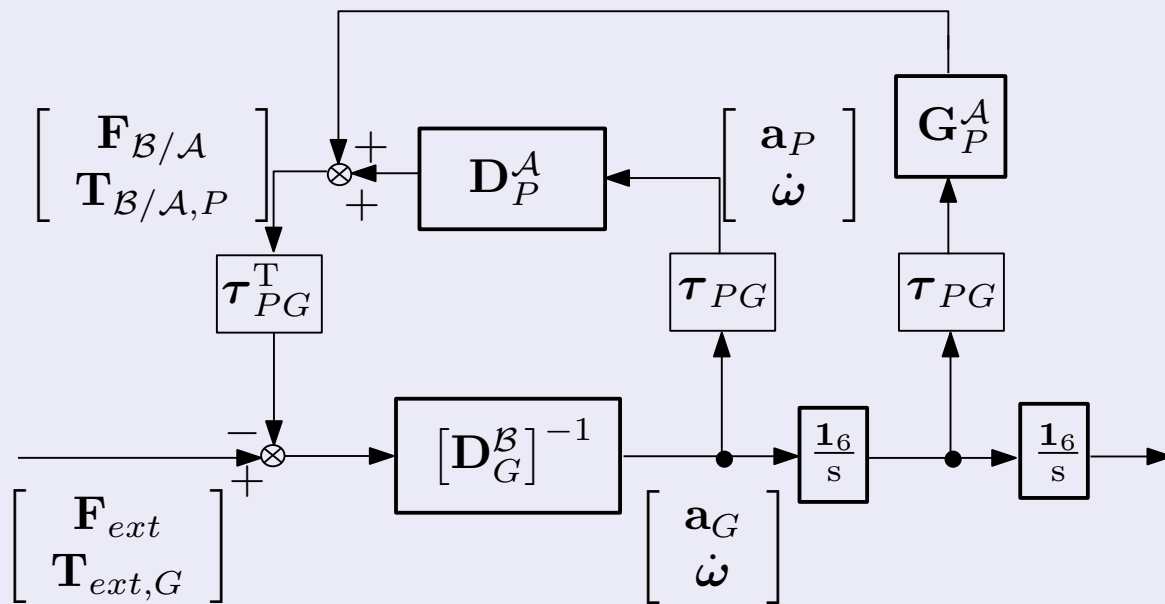 G_P^𝒜
[ F_{ℬ/𝒜} ]
[ T_{ℬ/𝒜,P} ]
+
+
D_P^𝒜
[ a_P ]
[ ω̇ ]
τ_{PG}^T
τ_{PG}
τ_{PG}
−
+
[D_G^ℬ]^{-1}
1_6
s
1_6
s
[ F_{ext} ]
[ T_{ext,G} ]
[ a_G ]
[ ω̇ ]